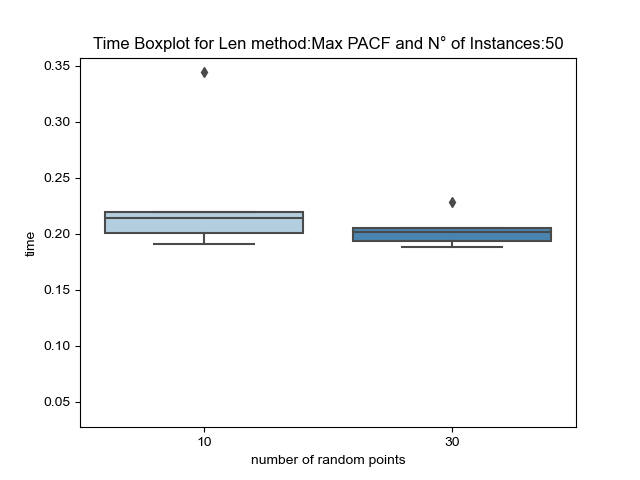 Time Boxplot for Len method:Max PACF and N° of Instances:50
0.35
0.30
0.25
0.20
0.15
0.10
0.05
time
10 30
number of random points